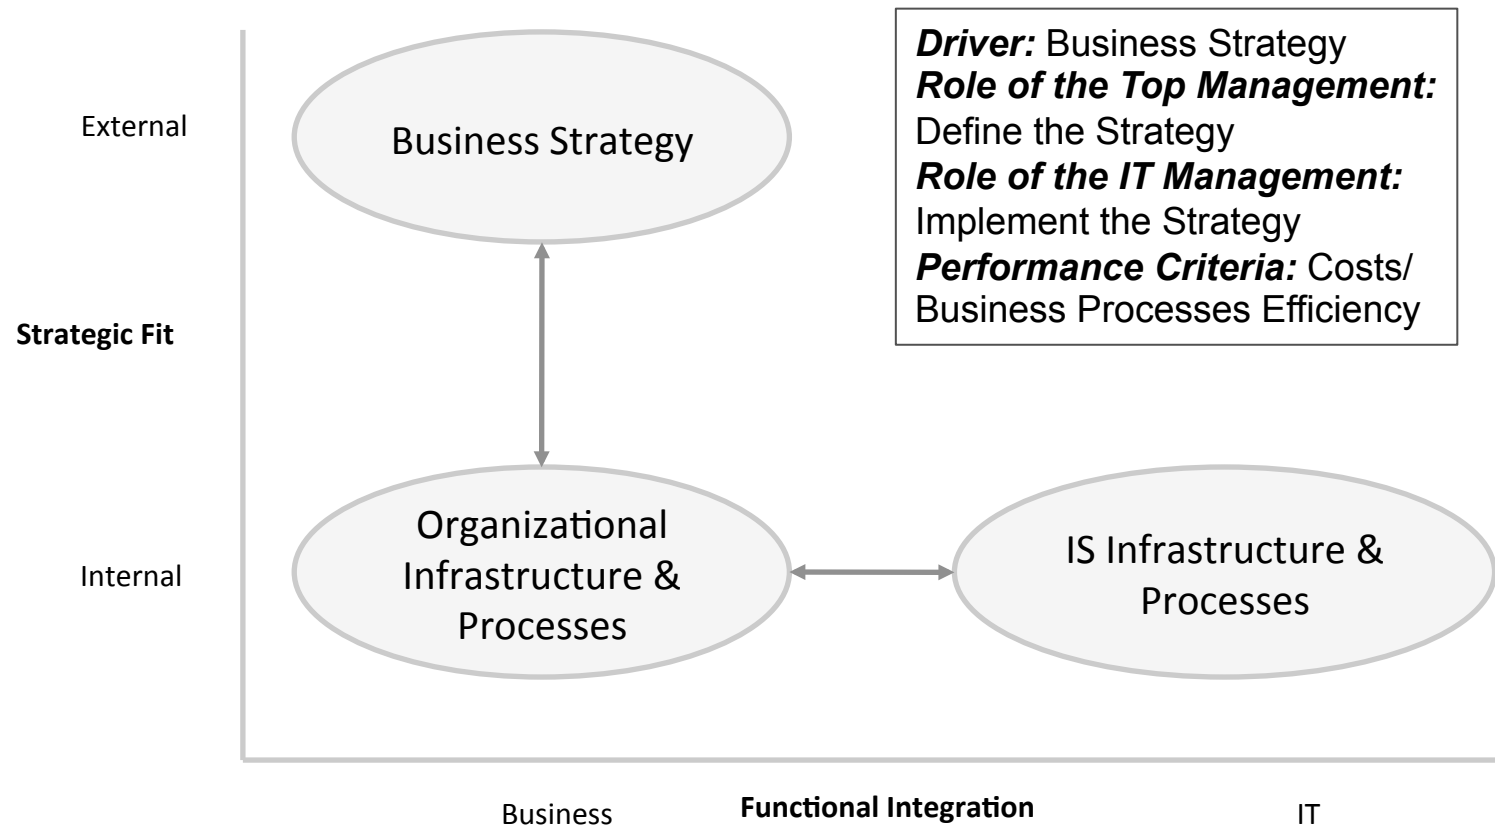 Driver: Business Strategy
Role of the Top Management:
Define the Strategy
Role of the IT Management:
Implement the Strategy
Performance Criteria: Costs/
Business Processes Efficiency
External
Business Strategy
Strategic Fit
Internal
Organizational
Infrastructure &
Processes
IS Infrastructure &
Processes
Business
Functional Integration
IT